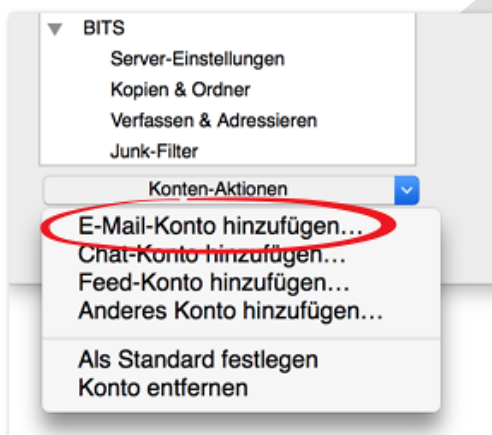 BITS
Server-Einstellungen
Kopien & Ordner
Verfassen & Adressieren
Junk-Filter
Konten-Aktionen
E-Mail-Konto hinzufügen...
Chat-Konto hinzufügen...
Feed-Konto hinzufügen...
Anderes Konto hinzufügen...
Als Standard festlegen
Konto entfernen